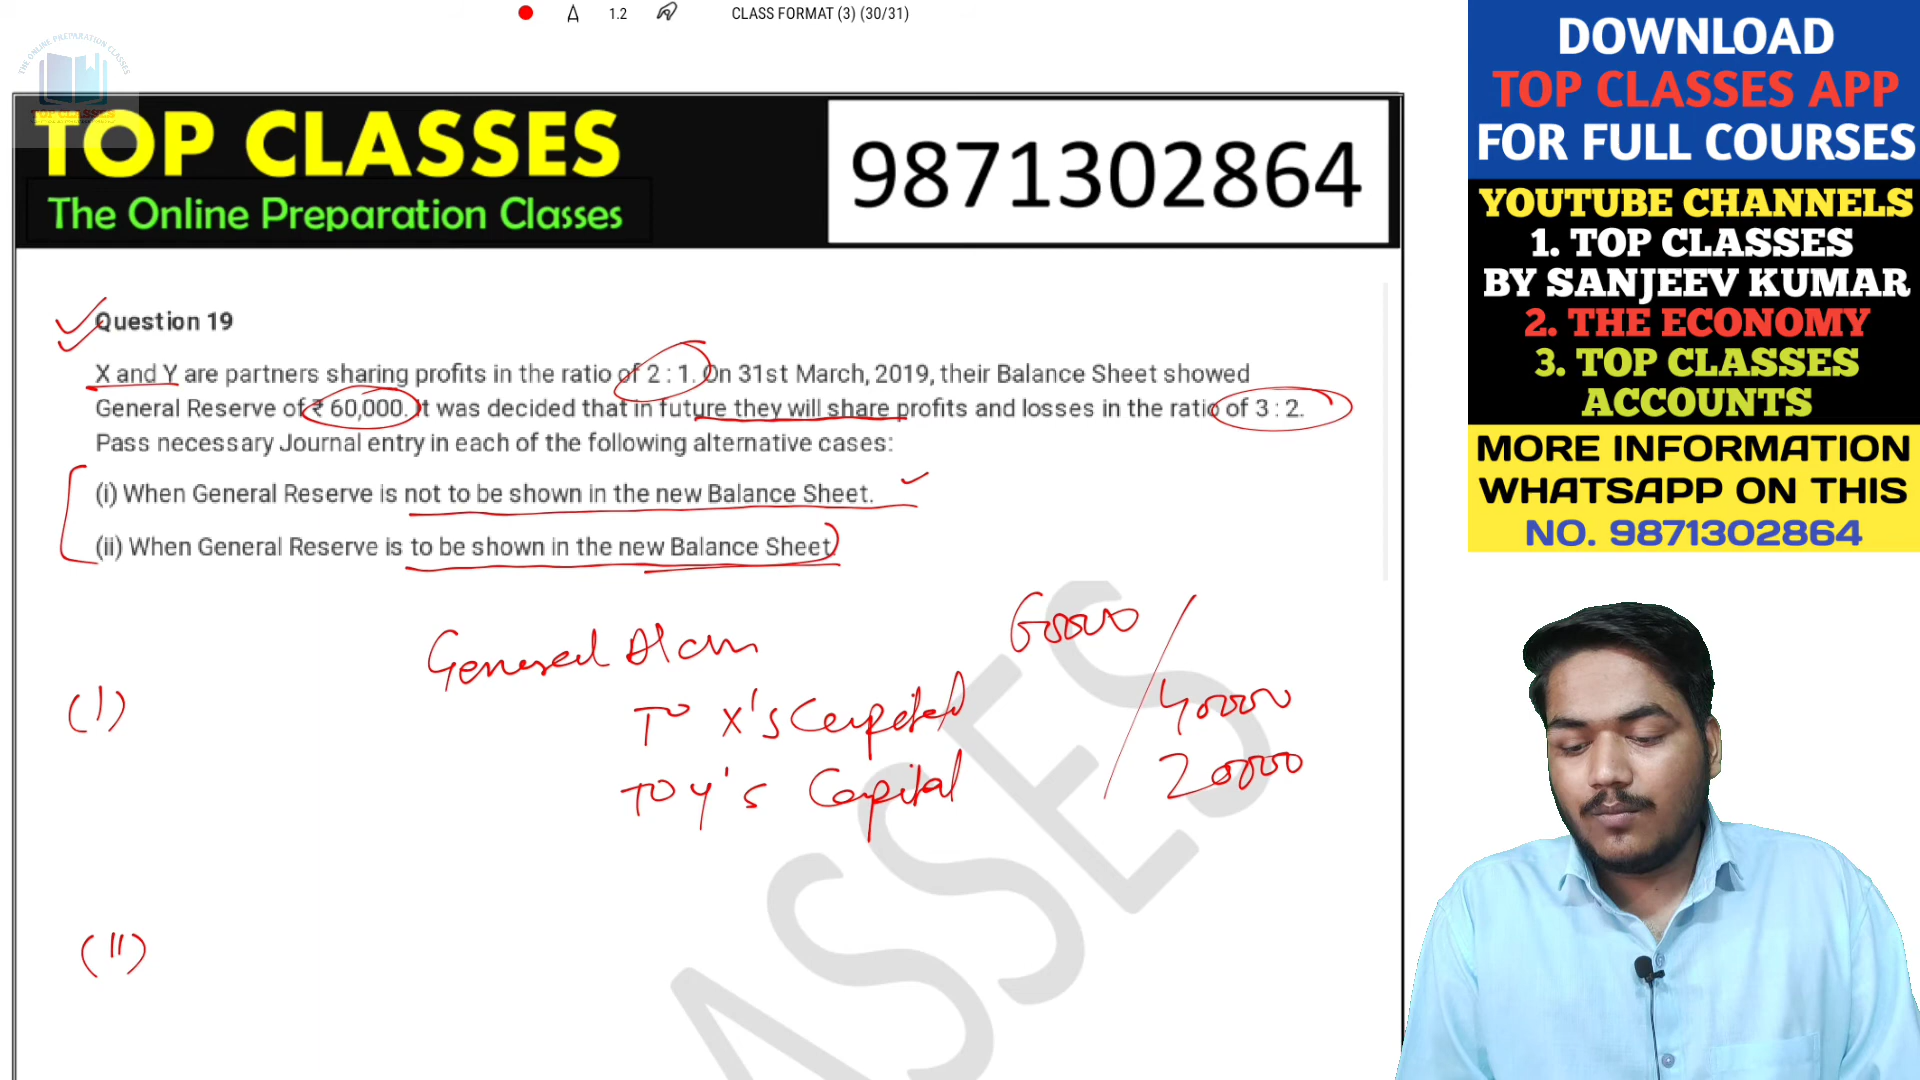 1.2 CLASS FORMAT (3) (30/31)
THE ONLINE PREPARATION CLASSES
TOP CLASSES
TOP CLASSES
The Online Preparation Classes
9871302864
Question 19
X and Y are partners sharing profits in the ratio of 2 : 1. On 31st March, 2019, their Balance Sheet showed
General Reserve of ₹ 60,000. It was decided that in future they will share profits and losses in the ratio of 3 : 2.
Pass necessary Journal entry in each of the following alternative cases:
(i) When General Reserve is not to be shown in the new Balance Sheet.
(ii) When General Reserve is to be shown in the new Balance Sheet.
General 60000
(I) To X's Capital 40000
To Y's Capital 20000
(II)
ASSES
DOWNLOAD
TOP CLASSES APP
FOR FULL COURSES
YOUTUBE CHANNELS
1. TOP CLASSES
BY SANJEEV KUMAR
2. THE ECONOMY
3. TOP CLASSES
ACCOUNTS
MORE INFORMATION
WHATSAPP ON THIS
NO. 9871302864